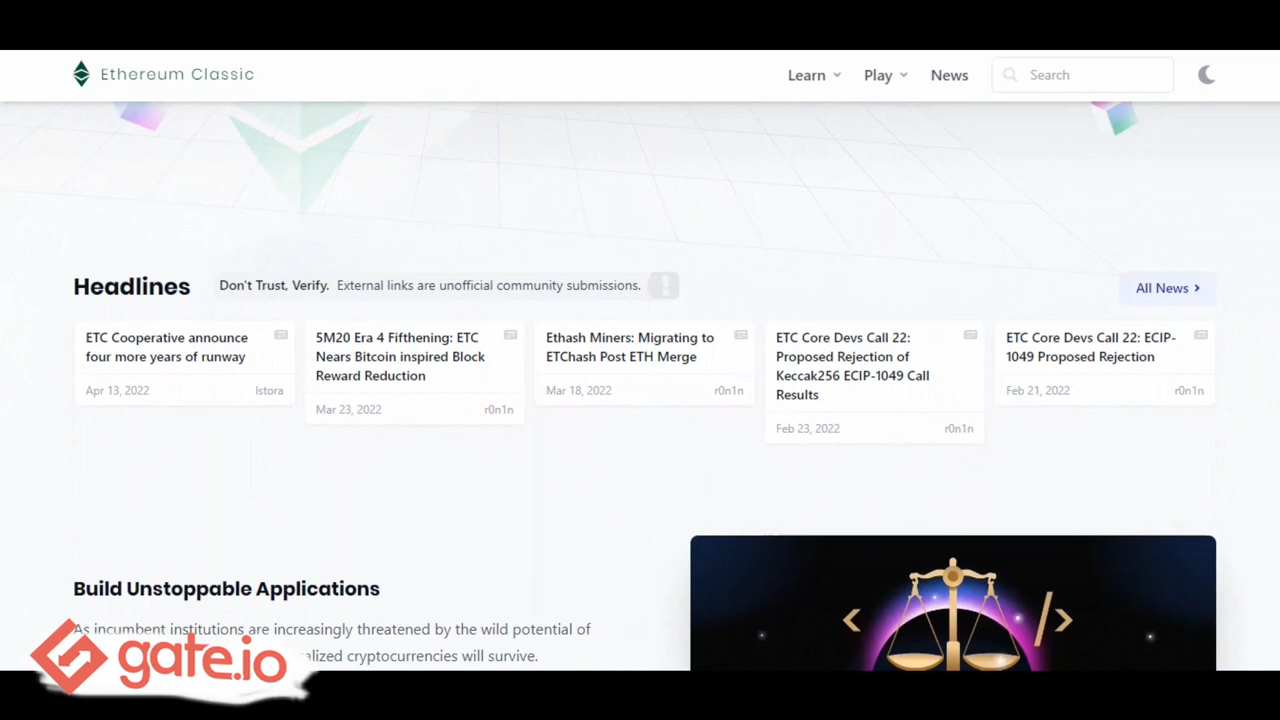 Ethereum Classic
Learn
Play
News
Search
Headlines
Don't Trust, Verify. External links are unofficial community submissions.
All News
ETC Cooperative announce
four more years of runway
Apr 13, 2022
Istora
5M20 Era 4 Fifthening: ETC
Nears Bitcoin inspired Block
Reward Reduction
Mar 23, 2022
r0n1n
Ethash Miners: Migrating to
ETChash Post ETH Merge
Mar 18, 2022
r0n1n
ETC Core Devs Call 22:
Proposed Rejection of
Keccak256 ECIP-1049 Call
Results
Feb 23, 2022
r0n1n
ETC Core Devs Call 22: ECIP-
1049 Proposed Rejection
Feb 21, 2022
r0n1n
Build Unstoppable Applications
As incumbent institutions are increasingly threatened by the wild potential of
cryptocurrencies will survive.
gate.io